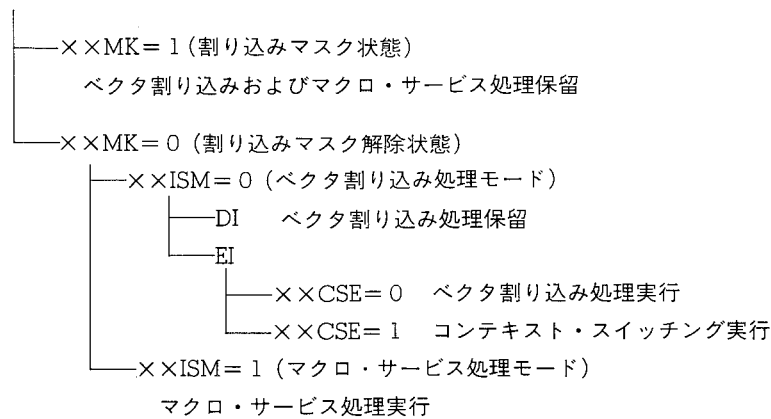 ××MK=1(割り込みマスク状態)
ベクタ割り込みおよびマクロ・サービス処理保留
××MK=0(割り込みマスク解除状態)
××ISM=0(ベクタ割り込み処理モード)
DI ベクタ割り込み処理保留
EI
××CSE=0 ベクタ割り込み処理実行
××CSE=1 コンテキスト・スイッチング実行
××ISM=1(マクロ・サービス処理モード)
マクロ・サービス処理実行